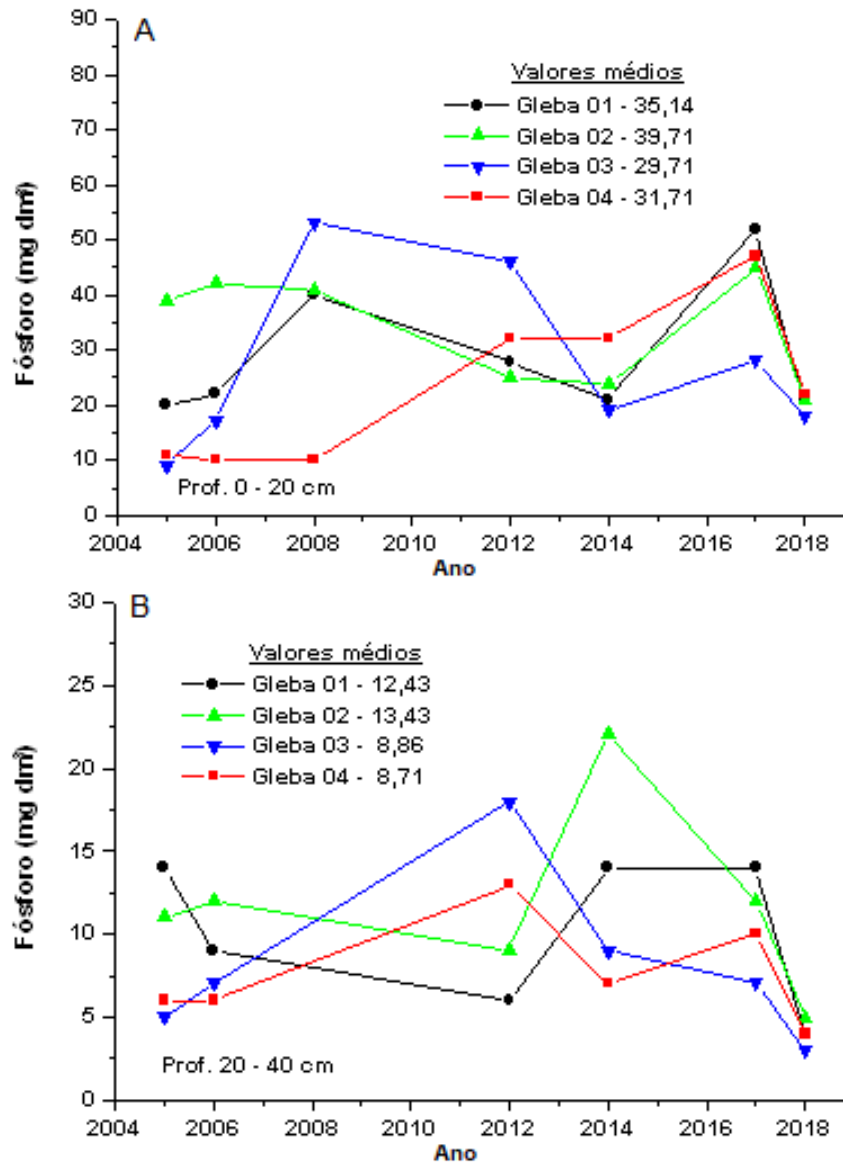 A
90
80
70
60
50
40
30
20
10
0
Fósforo (mg dm³)
Valores médios
Gleba 01 - 35,14
Gleba 02 - 39,71
Gleba 03 - 29,71
Gleba 04 - 31,71
Prof. 0 - 20 cm
2004 2006 2008 2010 2012 2014 2016 2018
Ano
B
30
25
20
15
10
5
0
Fósforo (mg dm³)
Valores médios
Gleba 01 - 12,43
Gleba 02 - 13,43
Gleba 03 - 8,86
Gleba 04 - 8,71
Prof. 20 - 40 cm
2004 2006 2008 2010 2012 2014 2016 2018
Ano